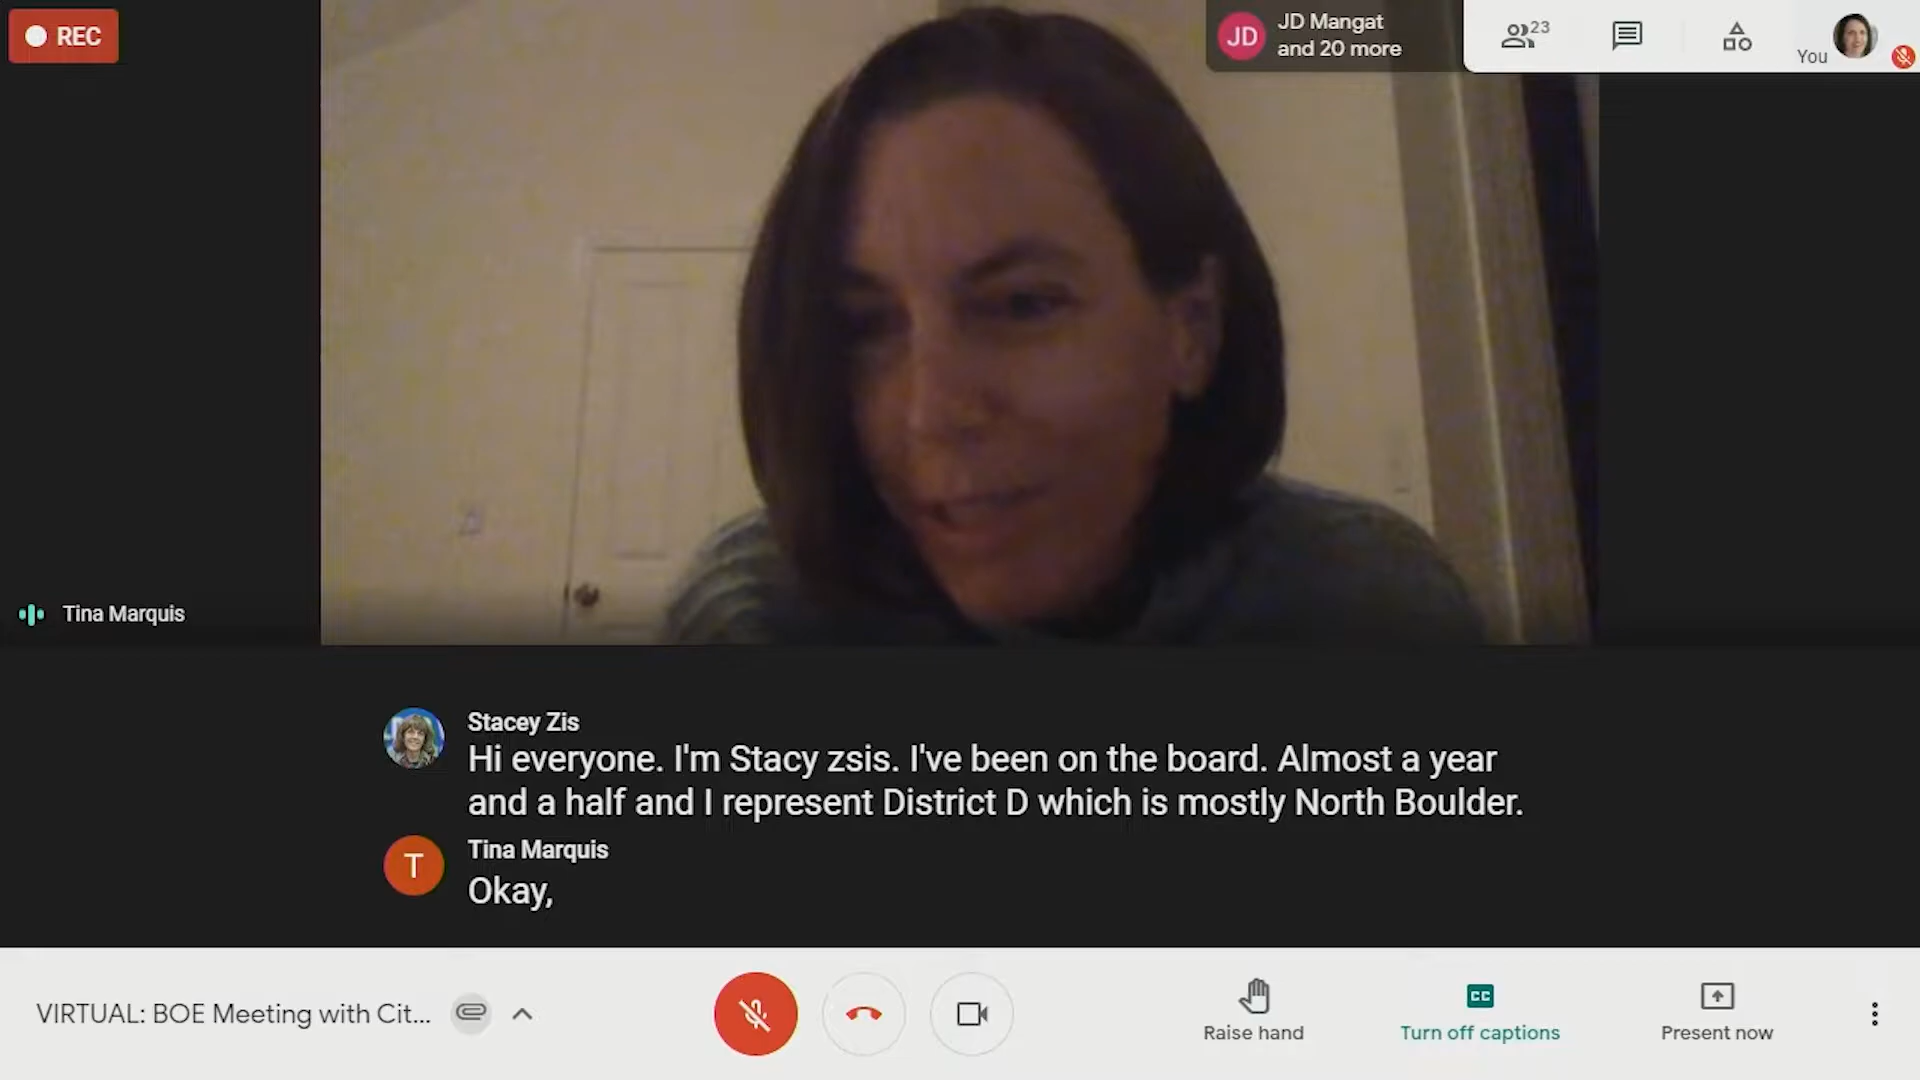 REC
JD
JD Mangat
and 20 more
23
You
Tina Marquis
Stacey Zis
Hi everyone. I'm Stacy zsis. I've been on the board. Almost a year
and a half and I represent District D which is mostly North Boulder.
T
Tina Marquis
Okay,
VIRTUAL: BOE Meeting with Cit...
Raise hand
CC
Turn off captions
Present now